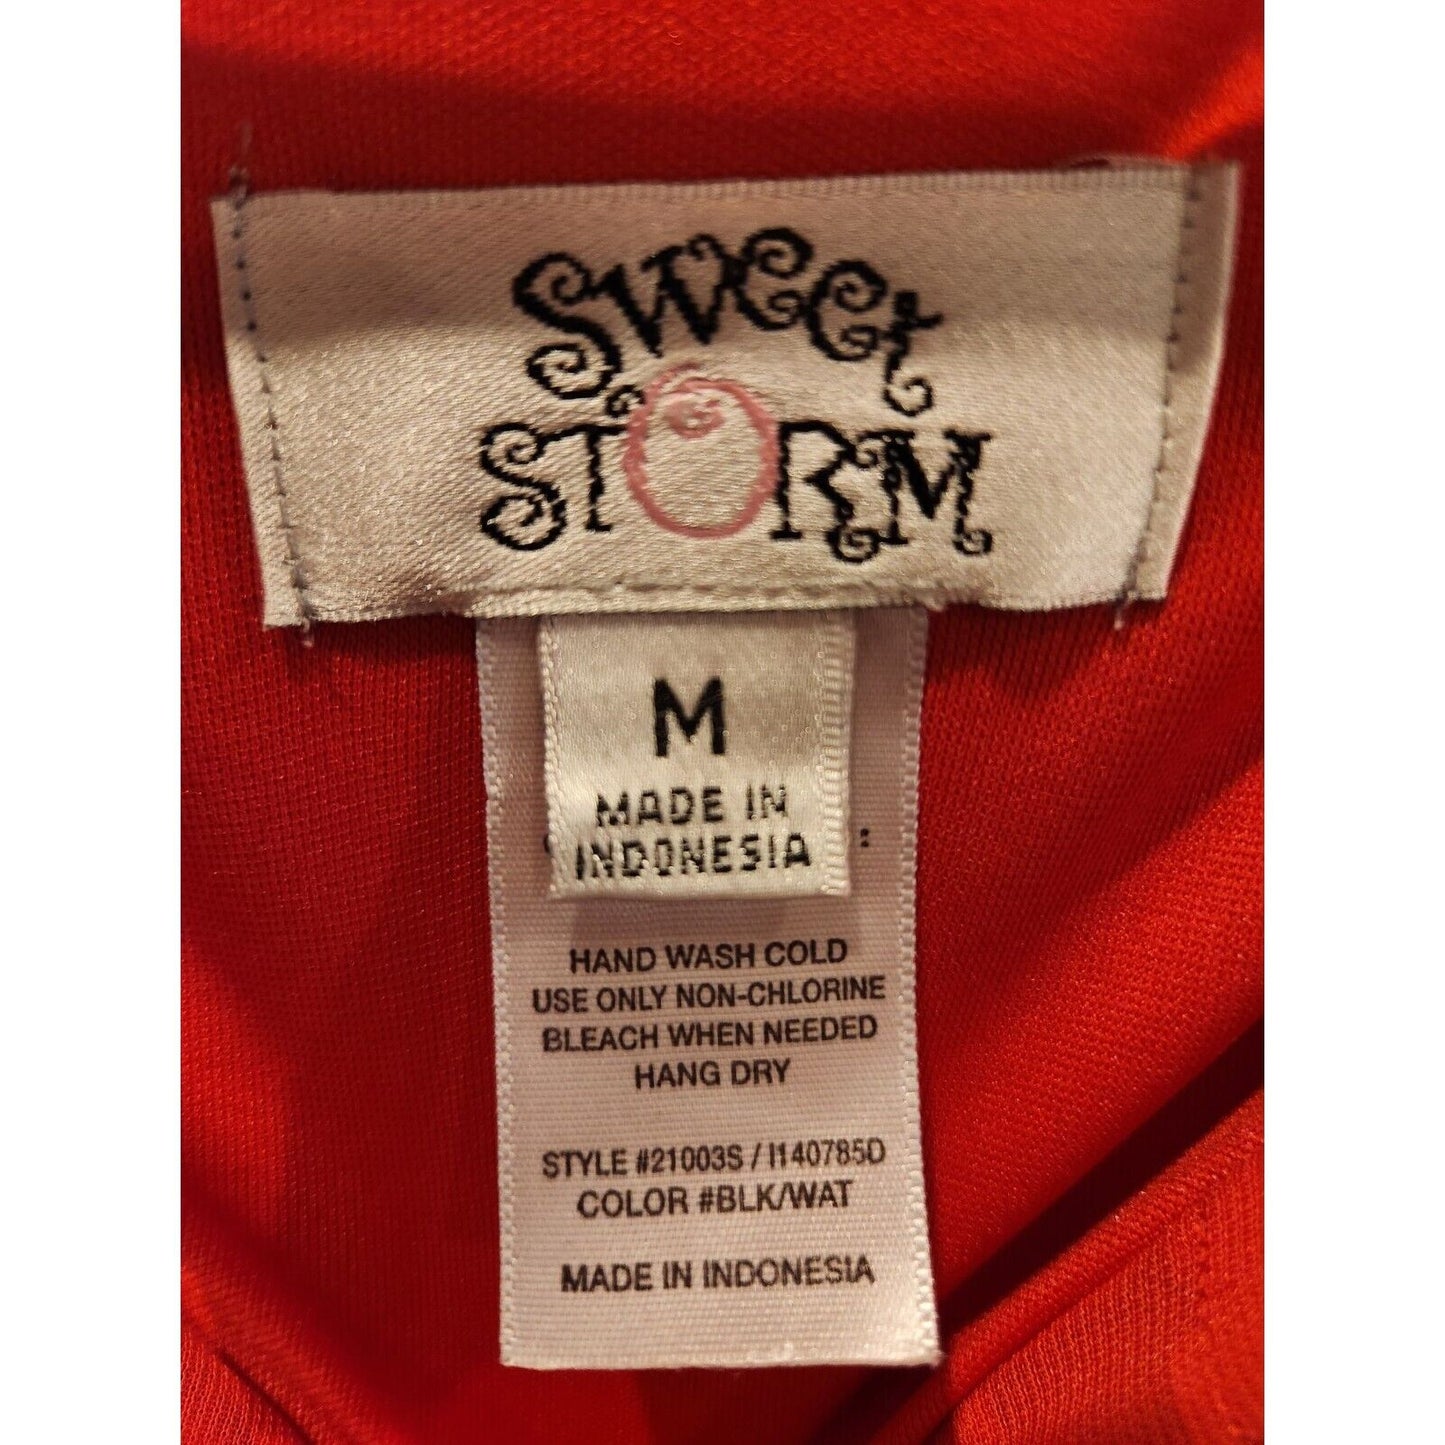 SWEET
STORM
M
MADE IN
INDONESIA
:
HAND WASH COLD
USE ONLY NON-CHLORINE
BLEACH WHEN NEEDED
HANG DRY
STYLE #21003S / I140785D
COLOR #BLK/WAT
MADE IN INDONESIA